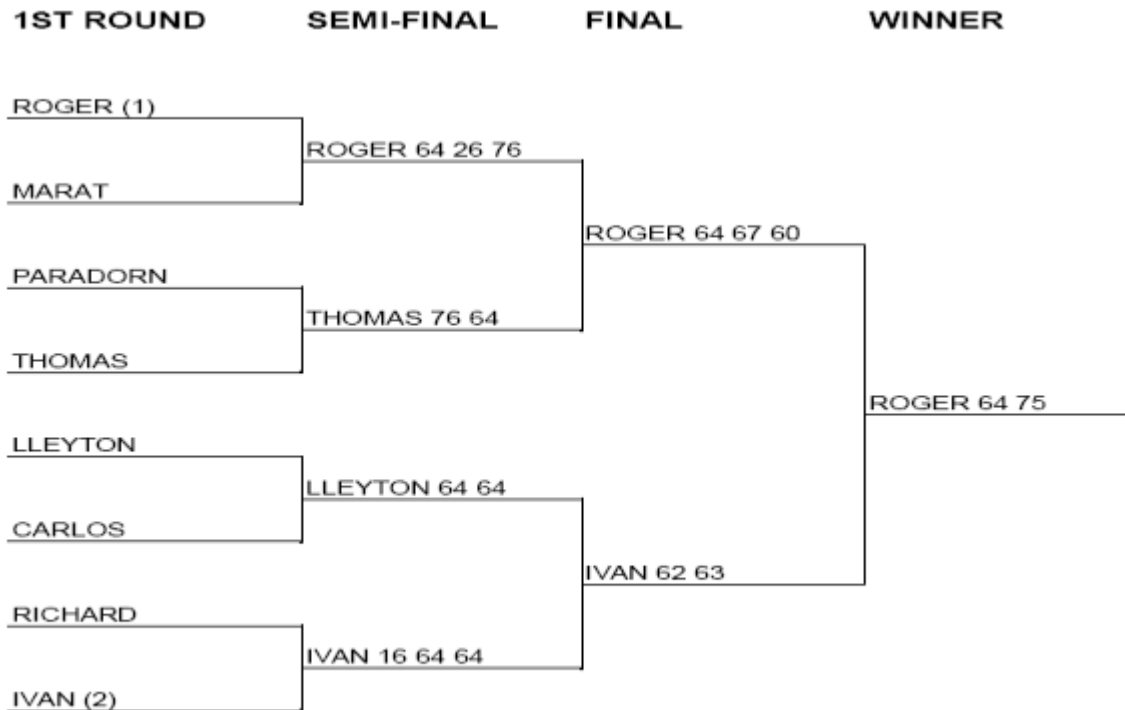 1ST ROUND SEMI-FINAL FINAL WINNER
ROGER (1)
ROGER 64 26 76
MARAT
ROGER 64 67 60
PARADORN
THOMAS 76 64
THOMAS
ROGER 64 75
LLEYTON
LLEYTON 64 64
CARLOS
IVAN 62 63
RICHARD
IVAN 16 64 64
IVAN (2)